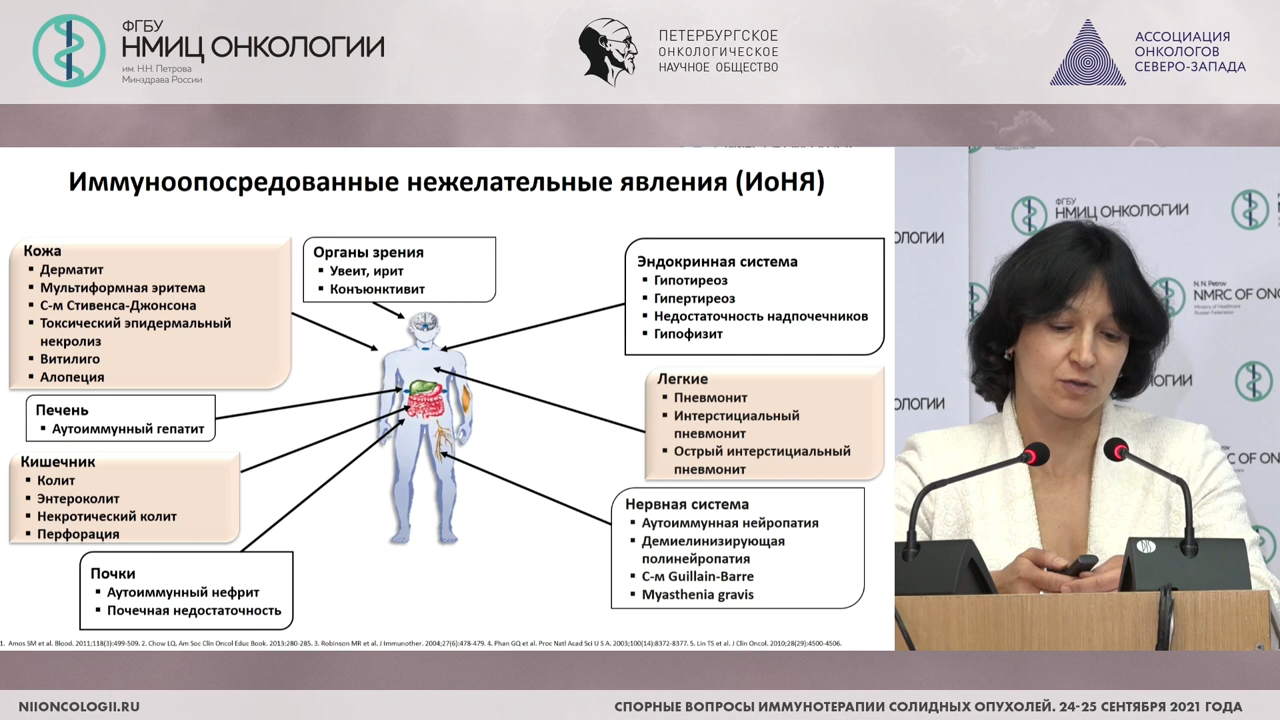 ФГБУ
НМИЦ ОНКОЛОГИИ
им. Н.Н. Петрова
Минздрава России
ПЕТЕРБУРГСКОЕ
ОНКОЛОГИЧЕСКОЕ
НАУЧНОЕ ОБЩЕСТВО
АССОЦИАЦИЯ
ОНКОЛОГОВ
СЕВЕРО-ЗАПАДА
Иммуноопосредованные нежелательные явления (ИоНЯ)
Кожа
▪ Дерматит
▪ Мультиформная эритема
▪ С-м Стивенса-Джонсона
▪ Токсический эпидермальный
некролиз
▪ Витилиго
▪ Алопеция
Органы зрения
▪ Увеит, ирит
▪ Конъюнктивит
Эндокринная система
▪ Гипотиреоз
▪ Гипертиреоз
▪ Недостаточность надпочечников
▪ Гипофизит
Печень
▪ Аутоиммунный гепатит
Легкие
▪ Пневмонит
▪ Интерстициальный
пневмонит
▪ Острый интерстициальный
пневмонит
Кишечник
▪ Колит
▪ Энтероколит
▪ Некротический колит
▪ Перфорация
Нервная система
▪ Аутоиммунная нейропатия
▪ Демиелинизирующая
полинейропатия
▪ С-м Guillain-Barre
▪ Myasthenia gravis
Почки
▪ Аутоиммунный нефрит
▪ Почечная недостаточность
1. Amos SM et al. Blood. 2011;118(3):499-509. 2. Chow LQ, Am Soc Clin Oncol Educ Book. 2013:280-285. 3. Robinson MR et al. J Immunother. 2004;27(6):478-479. 4. Phan GQ et al. Proc Natl Acad Sci U S A. 2003;100(14):8372-8377. 5. Lin TS et al. J Clin Oncol. 2010;28(29):4500-4506.
ФГБУ
НМИЦ ОНКОЛОГИИ
ОЛОГИИ
N.N. Petrov
NMRC OF ONC
Ministry of Healthcare
Russian Federation
ОГИИ
ОЛОГИИ
RC OF ON
NIIONCOLOGII.RU
СПОРНЫЕ ВОПРОСЫ ИММУНОТЕРАПИИ СОЛИДНЫХ ОПУХОЛЕЙ. 24-25 СЕНТЯБРЯ 2021 ГОДА